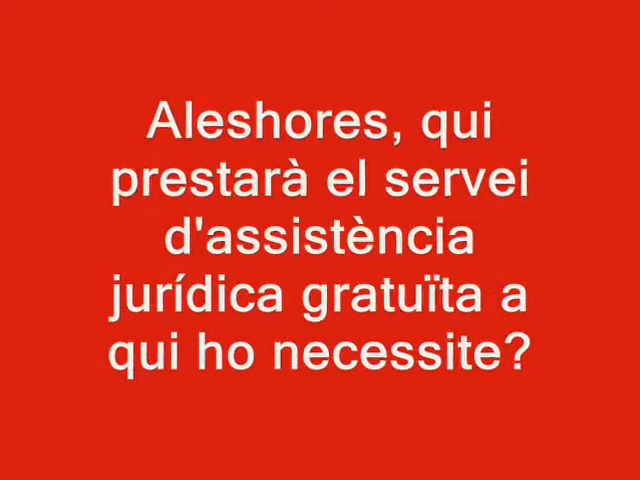 Aleshores, qui
prestarà el servei
d'assistència
jurídica gratuïta a
qui ho necessite?